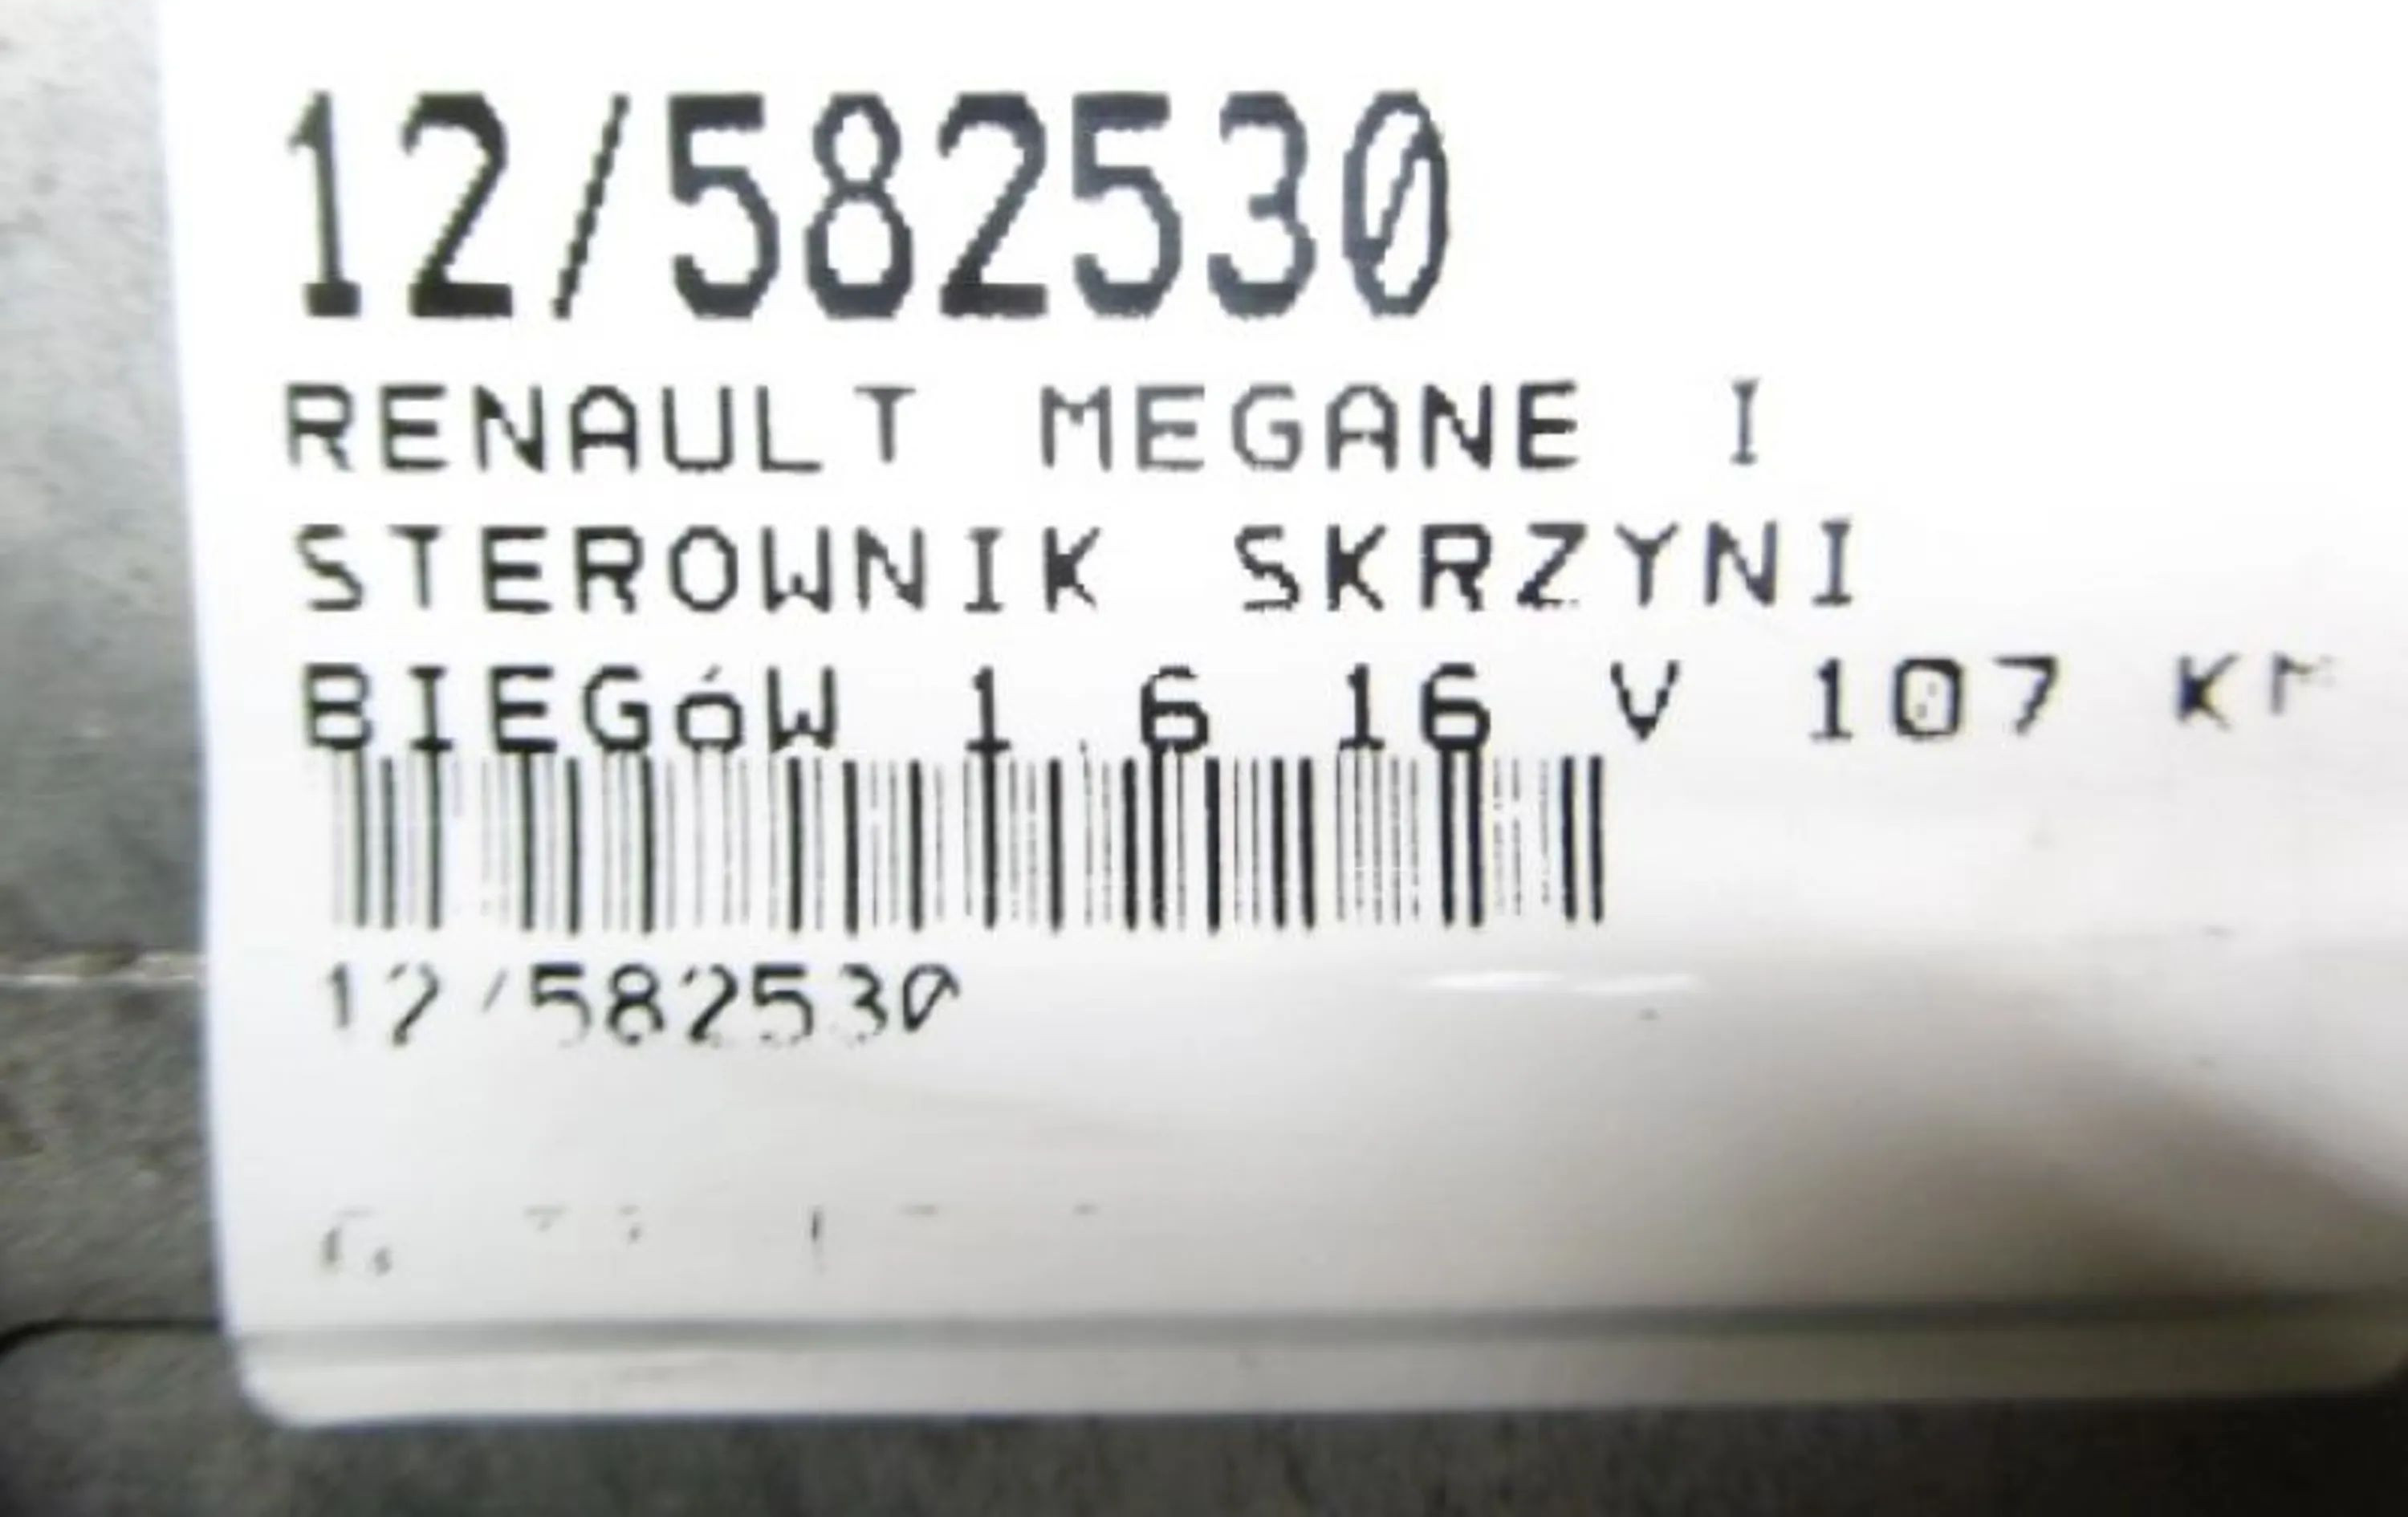 12/582530
RENAULT MEGANE I
STEROWNIK SKRZYNI
BIEGóW 1.6 16 V 107 KM
12/582530